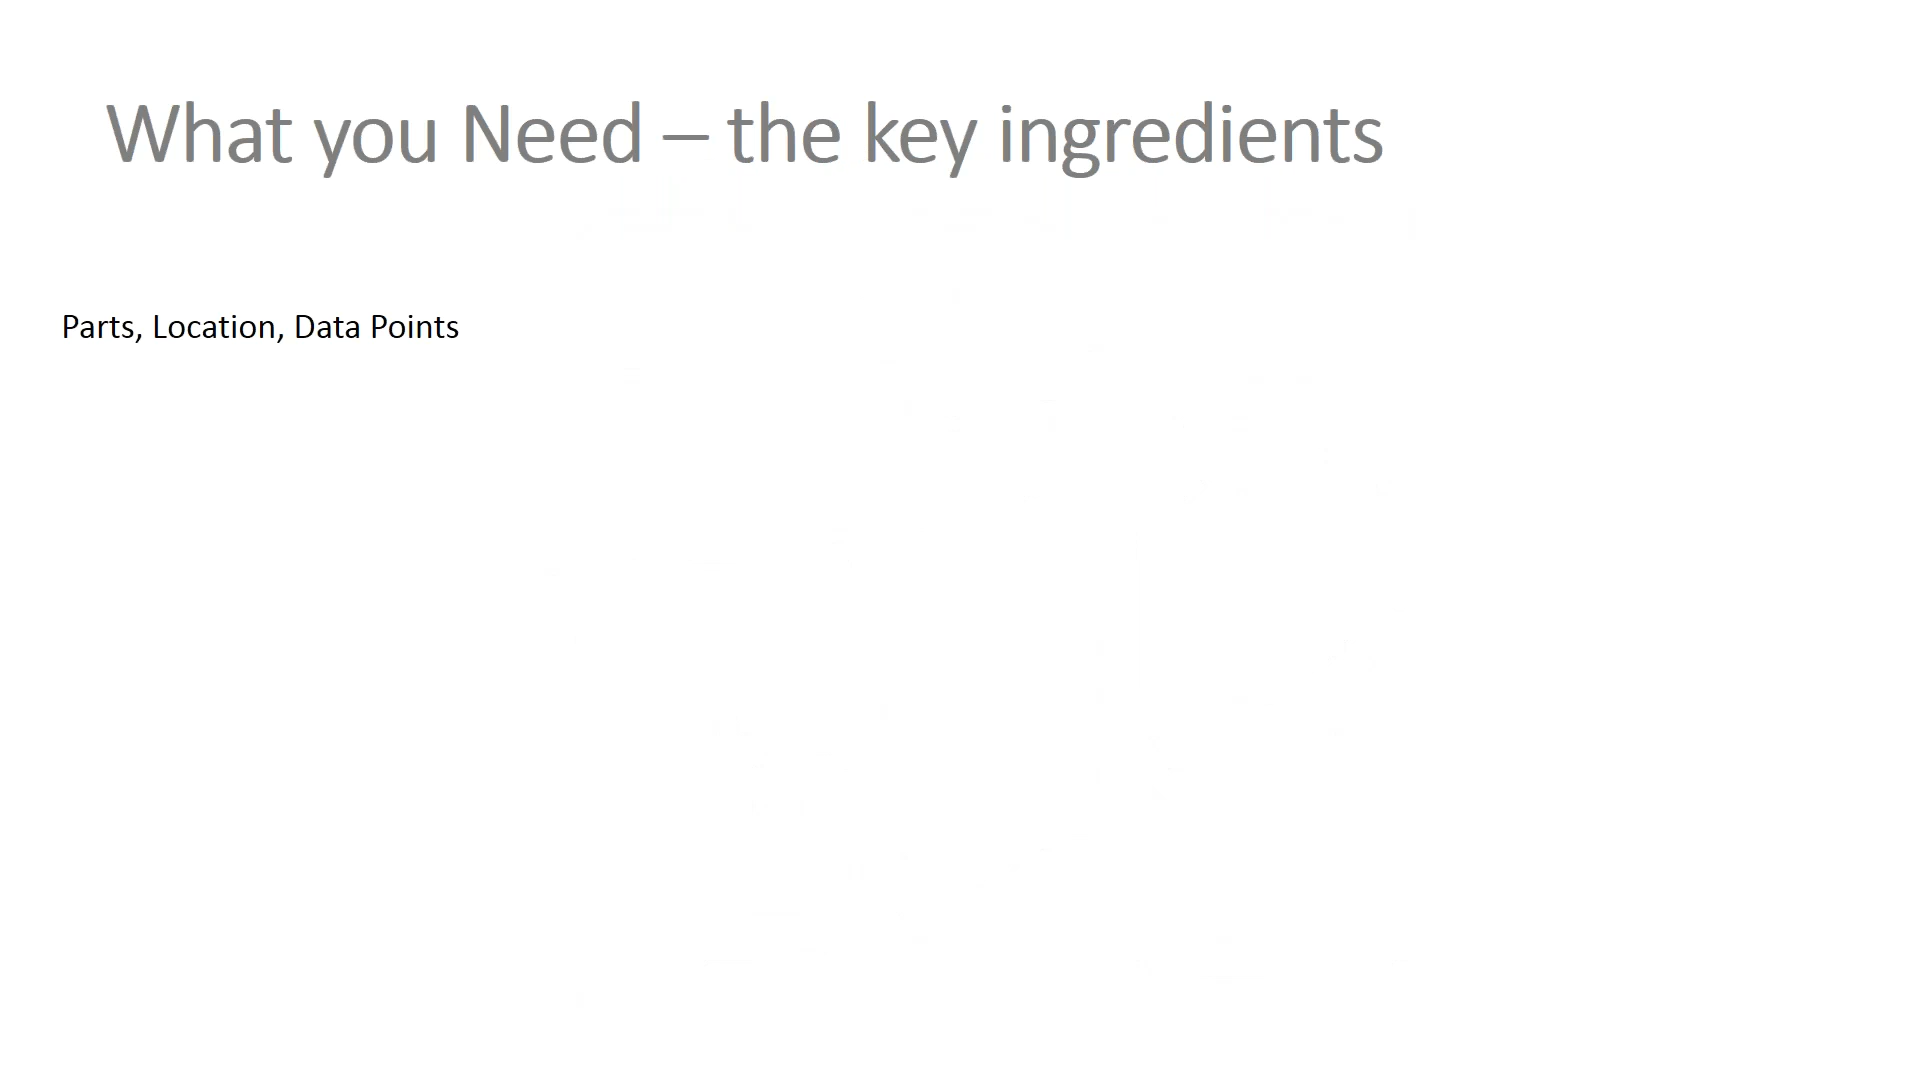 What you Need – the key ingredients
Parts, Location, Data Points